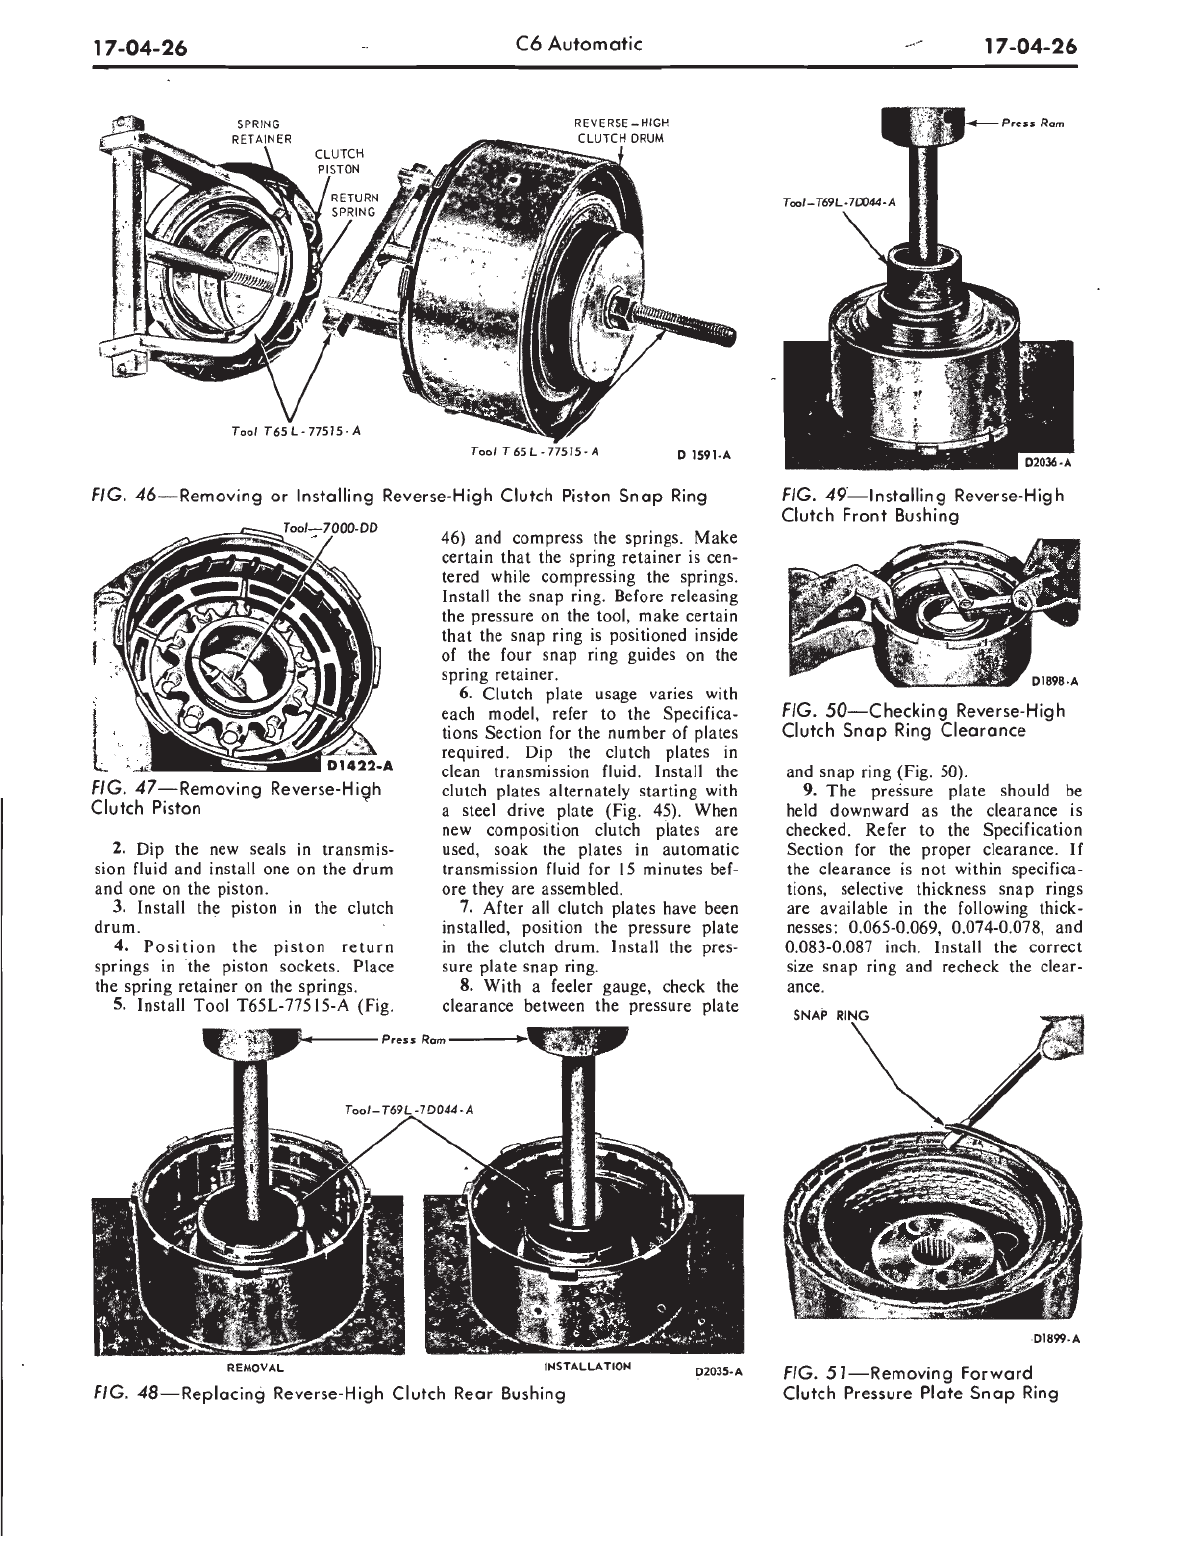 17-04-26
C6 Automatic
17-04-26
SPRING
RETAINER
CLUTCH
PISTON
RETURN
SPRING
REVERSE-HIGH
CLUTCH DRUM
Tool T65L-77515-A
Tool T65L-77515-A
D 1591-A
FIG. 46—Removing or Installing Reverse-High Clutch Piston Snap Ring
Press Ram
Tool-T69L-7D044-A
D2036-A
FIG. 49—Installing Reverse-High
Clutch Front Bushing
Tool—7000-DD
D1422-A
FIG. 47—Removing Reverse-High
Clutch Piston
2. Dip the new seals in transmis-
sion fluid and install one on the drum
and one on the piston.
3. Install the piston in the clutch
drum.
4. Position the piston return
springs in the piston sockets. Place
the spring retainer on the springs.
5. Install Tool T65L-77515-A (Fig.
46) and compress the springs. Make
certain that the spring retainer is cen-
tered while compressing the springs.
Install the snap ring. Before releasing
the pressure on the tool, make certain
that the snap ring is positioned inside
of the four snap ring guides on the
spring retainer.
6. Clutch plate usage varies with
each model, refer to the Specifica-
tions Section for the number of plates
required. Dip the clutch plates in
clean transmission fluid. Install the
clutch plates alternately starting with
a steel drive plate (Fig. 45). When
new composition clutch plates are
used, soak the plates in automatic
transmission fluid for 15 minutes bef-
ore they are assembled.
7. After all clutch plates have been
installed, position the pressure plate
in the clutch drum. Install the pres-
sure plate snap ring.
8. With a feeler gauge, check the
clearance between the pressure plate
D1898-A
FIG. 50—Checking Reverse-High
Clutch Snap Ring Clearance
and snap ring (Fig. 50).
9. The pressure plate should be
held downward as the clearance is
checked. Refer to the Specification
Section for the proper clearance. If
the clearance is not within specifica-
tions, selective thickness snap rings
are available in the following thick-
nesses: 0.065-0.069, 0.074-0.078, and
0.083-0.087 inch. Install the correct
size snap ring and recheck the clear-
ance.
Press Ram
Tool-T69L-7D044-A
REMOVAL
INSTALLATION
D2035-A
FIG. 48—Replacing Reverse-High Clutch Rear Bushing
SNAP RING
D1899-A
FIG. 51—Removing Forward
Clutch Pressure Plate Snap Ring